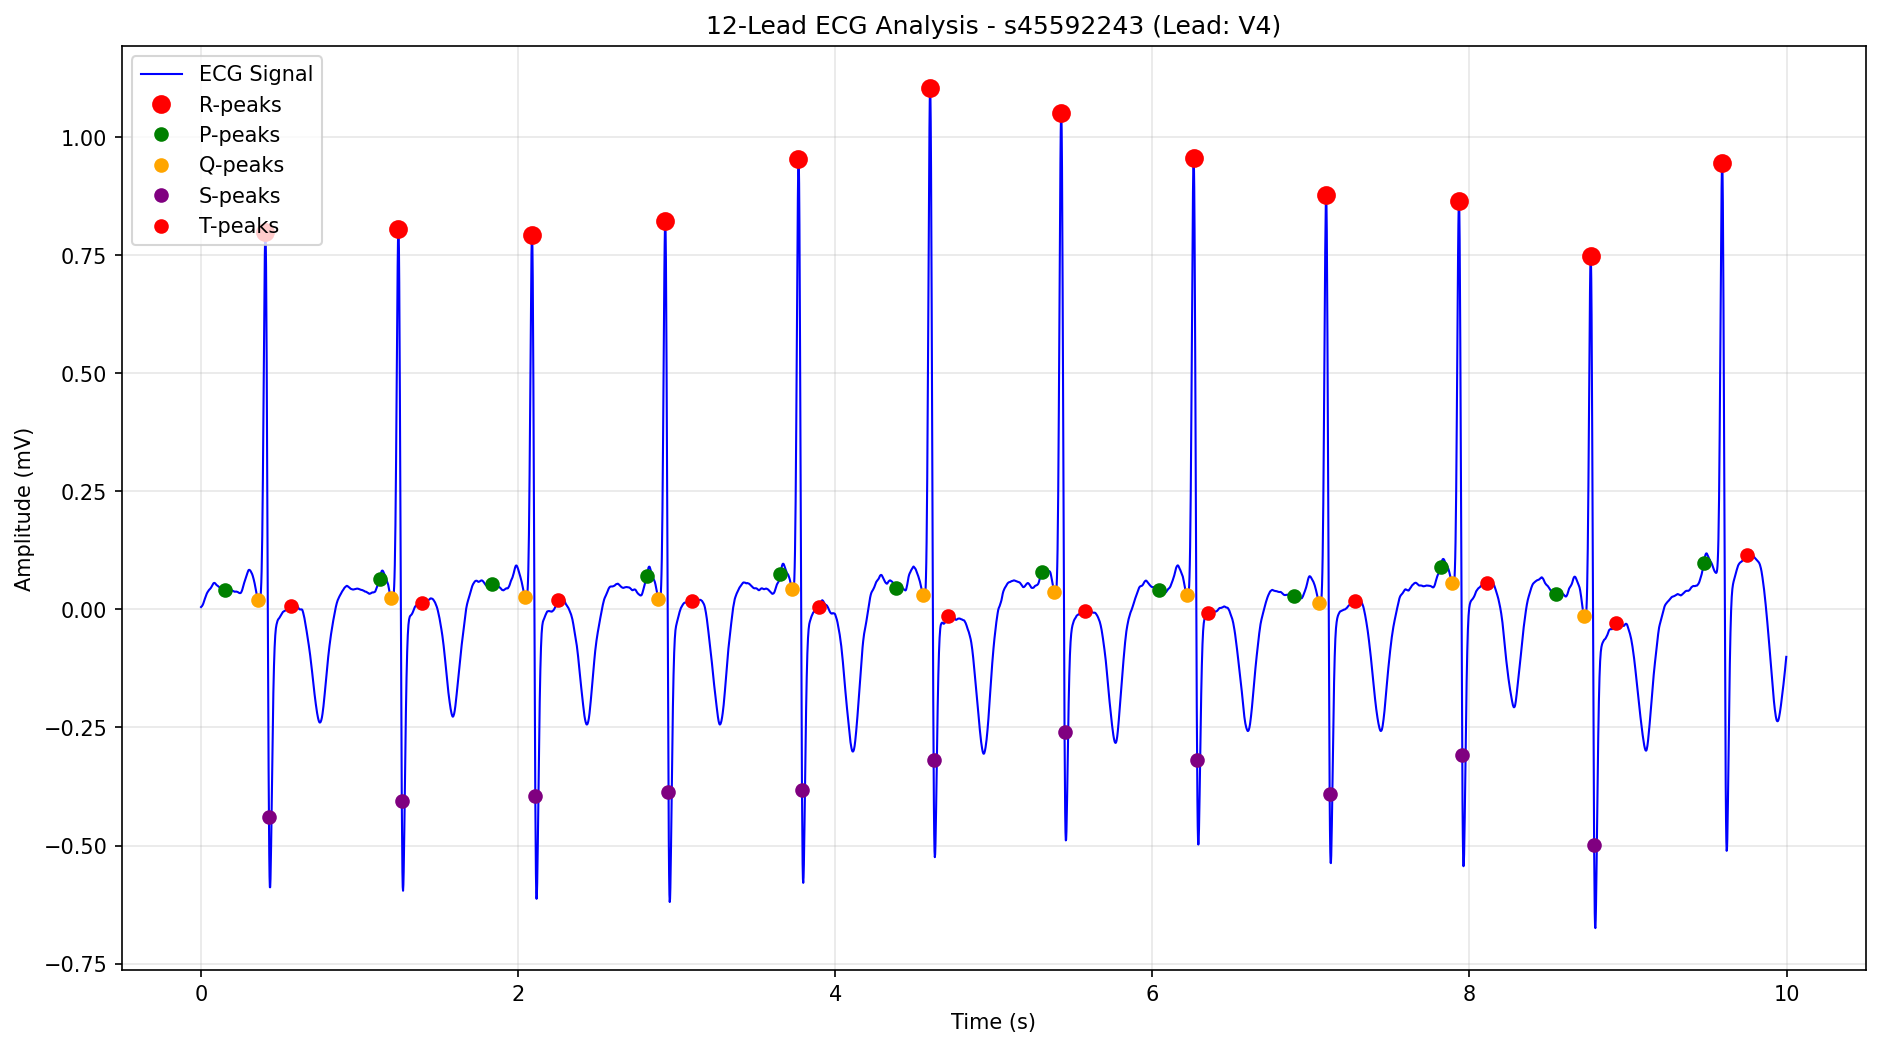 12-Lead ECG Analysis - s45592243 (Lead: V4)
ECG Signal
R-peaks
P-peaks
Q-peaks
S-peaks
T-peaks
Amplitude (mV)
1.00
0.75
0.50
0.25
0.00
−0.25
−0.50
−0.75
0 2 4 6 8 10
Time (s)